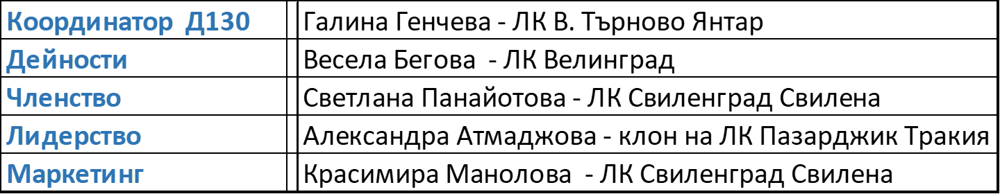 Координатор Д130 Галина Генчева - ЛК В. Търново Янтар
Дейности Весела Бегова - ЛК Велинград
Членство Светлана Панайотова - ЛК Свиленград Свилена
Лидерство Александра Атмаджова - клон на ЛК Пазарджик Тракия
Маркетинг Красимира Манолова - ЛК Свиленград Свилена